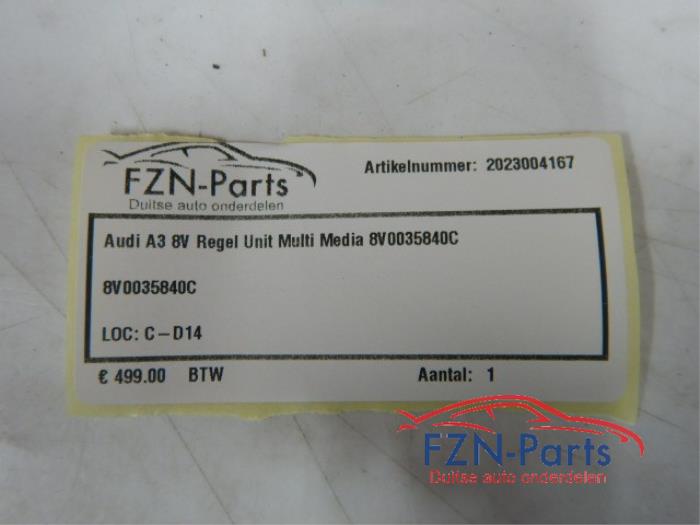 FZN-Parts
Duitse auto onderdelen
Artikelnummer: 2023004167
Audi A3 8V Regel Unit Multi Media 8V0035840C
8V0035840C
LOC: C-D14
€ 499.00 BTW
Aantal: 1
FZN-Parts
Duitse auto onderdelen